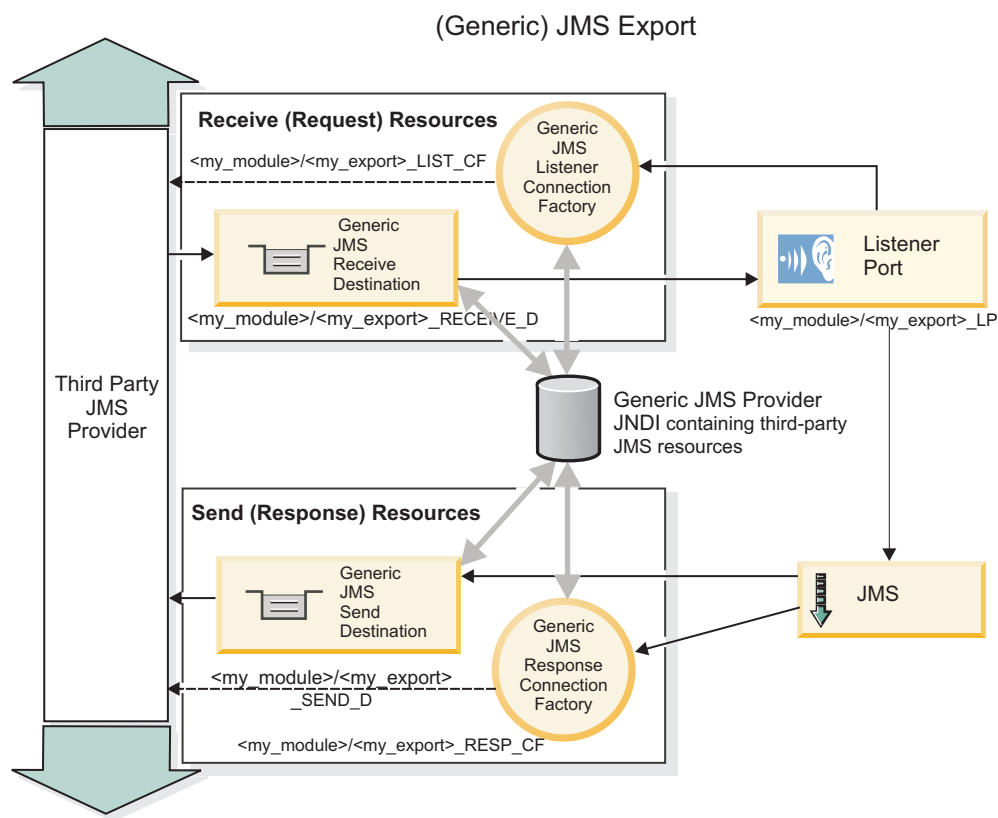 (Generic) JMS Export
Receive (Request) Resources
<my_module>/<my_export>_LIST_CF
Generic
JMS
Listener
Connection
Factory
Generic
JMS
Receive
Destination
<my_module>/<my_export>_RECEIVE_D
Listener
Port
<my_module>/<my_export>_LP
Third Party
JMS
Provider
Generic JMS Provider
JNDI containing third-party
JMS resources
Send (Response) Resources
Generic
JMS
Send
Destination
<my_module>/<my_export>
_SEND_D
Generic
JMS
Response
Connection
Factory
<my_module>/<my_export>_RESP_CF
JMS